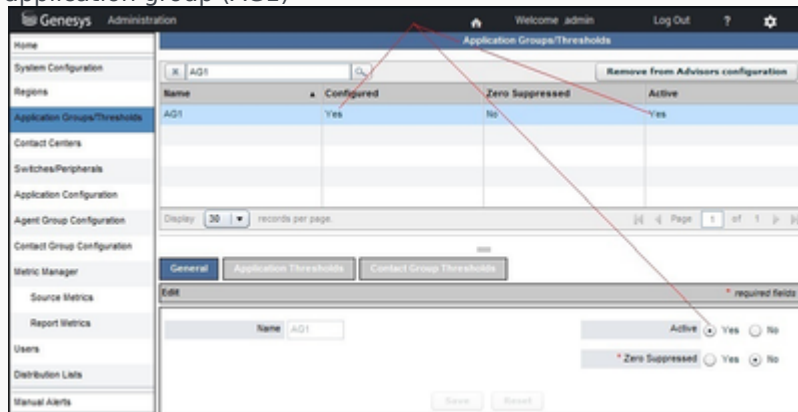 application group (AG1)
Genesys Administration Welcome admin Log Out ?
Home
Application Groups/Thresholds
System Configuration
AG1
Remove from Advisors configuration
Regions
Name Configured Zero Suppressed Active
Application Groups/Thresholds
AG1 Yes No Yes
Contact Centers
Switches/Peripherals
Application Configuration
Agent Group Configuration
Display 30 records per page.
Page 1 of 1
Contact Group Configuration
Metric Manager
General Application Thresholds Contact Group Thresholds
Source Metrics
Edit * required fields
Report Metrics
Name AG1
Active Yes No
Users
* Zero Suppressed Yes No
Distribution Lists
Manual Alerts
Save Reset